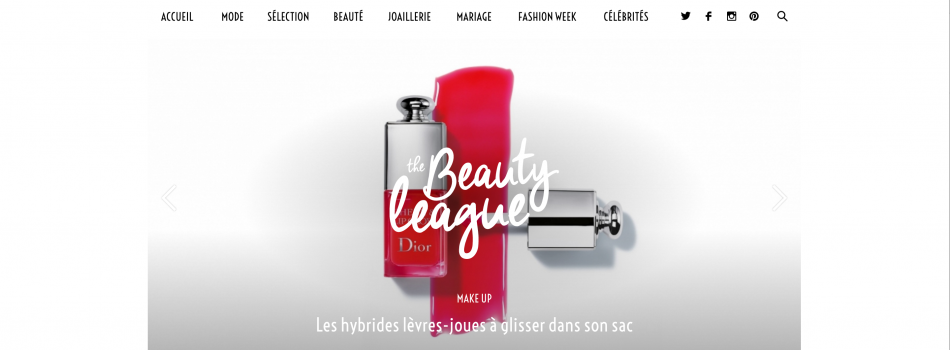 ACCUEIL MODE SÉLECTION BEAUTÉ JOAILLERIE MARIAGE FASHION WEEK CÉLÉBRITÉS
the Beauty
league
Dior
MAKE UP
Les hybrides lèvres-joues à glisser dans son sac